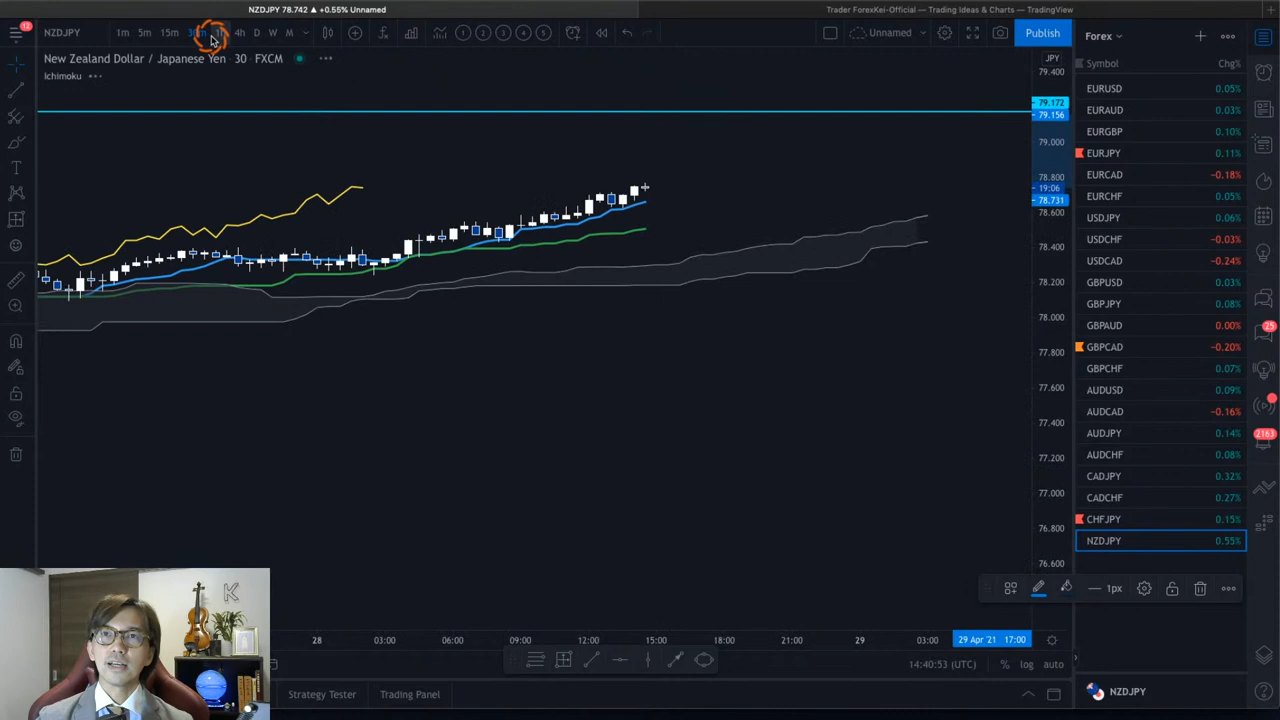 NZDJPY 78.742 ▲ +0.55% Unnamed
Trader ForexKei-Official — Trading Ideas & Charts — TradingView
12
NZDJPY
1m 5m 15m 30m 1h 4h D W M
1 2 3 4 5
Unnamed
Publish
Forex
New Zealand Dollar / Japanese Yen · 30 · FXCM
Ichimoku
JPY
79.400
79.172
79.156
79.000
78.800
19:06
78.731
78.600
78.400
78.200
78.000
77.800
77.600
77.400
77.200
77.000
76.800
76.600
Symbol Chg%
EURUSD 0.05%
EURAUD 0.03%
EURGBP 0.10%
EURJPY 0.11%
EURCAD −0.18%
EURCHF 0.05%
USDJPY 0.06%
USDCHF −0.03%
USDCAD −0.24%
GBPUSD 0.03%
GBPJPY 0.08%
GBPAUD 0.00%
GBPCAD −0.20%
GBPCHF 0.07%
AUDUSD 0.09%
AUDCAD −0.16%
AUDJPY 0.14%
AUDCHF 0.08%
CADJPY 0.32%
CADCHF 0.27%
CHFJPY 0.15%
NZDJPY 0.55%
25
2163
1px
28 03:00 06:00 09:00 12:00 15:00 18:00 21:00 29 03:00 29 Apr '21 17:00
14:40:53 (UTC) % log auto
Strategy Tester Trading Panel
NZDJPY
K